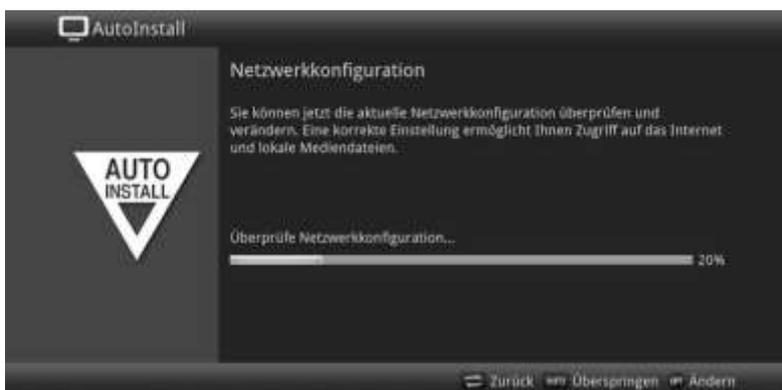 AutoInstall
Netzwerkkonfiguration
Sie können jetzt die aktuelle Netzwerkkonfiguration überprüfen und
verändern. Eine korrekte Einstellung ermöglicht Ihnen Zugriff auf das Internet
und lokale Mediendateien.
AUTO
INSTALL
Überprüfe Netzwerkkonfiguration...
20%
Zurück Überspringen Ändern